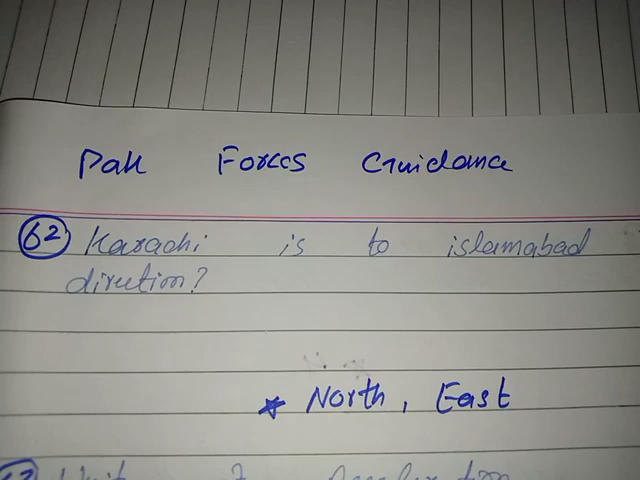 Pak Forces Guidance
62 Karachi is to islamabad
direction?
* North, East